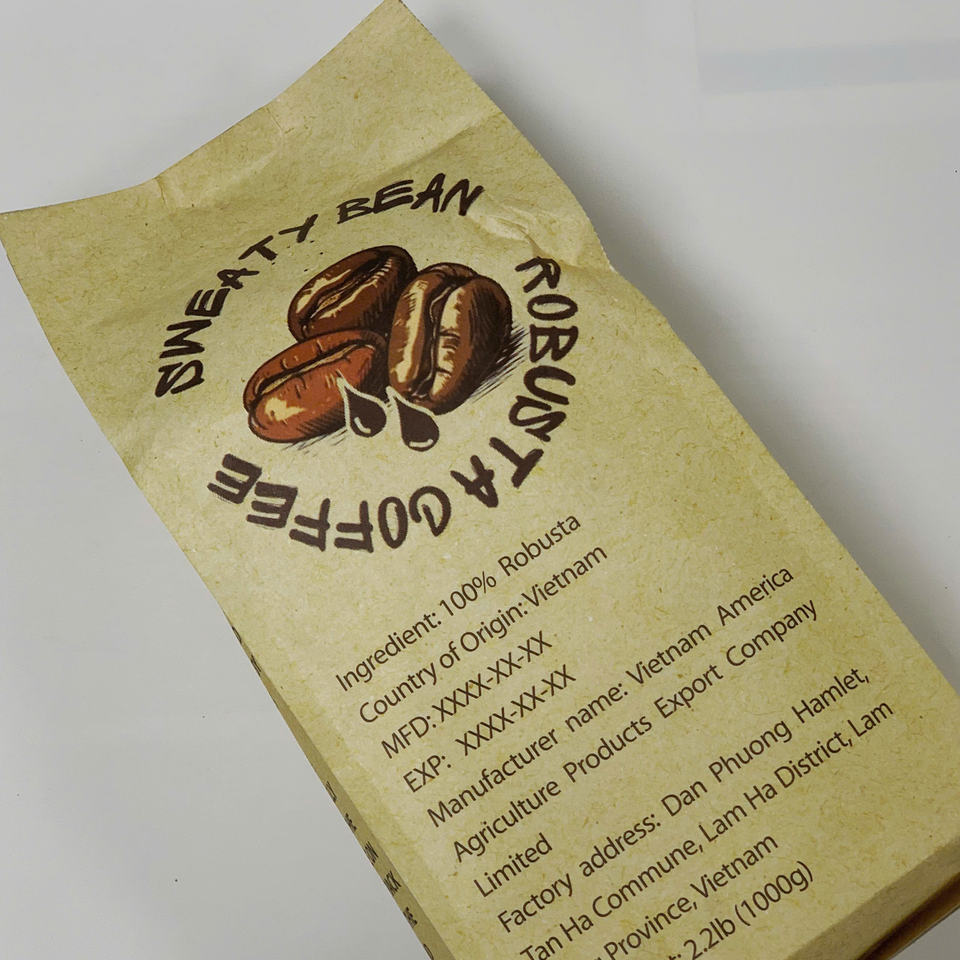 SWEATY BEAN
ROBUSTA COFFEE
Ingredient: 100% Robusta
Country of Origin: Vietnam
MFD: XXXX-XX-XX
EXP: XXXX-XX-XX
Manufacturer name: Vietnam America
Agriculture Products Export Company
Limited
Factory address: Dan Phuong Hamlet,
Tan Ha Commune, Lam Ha District, Lam
Province, Vietnam
2.2lb (1000g)